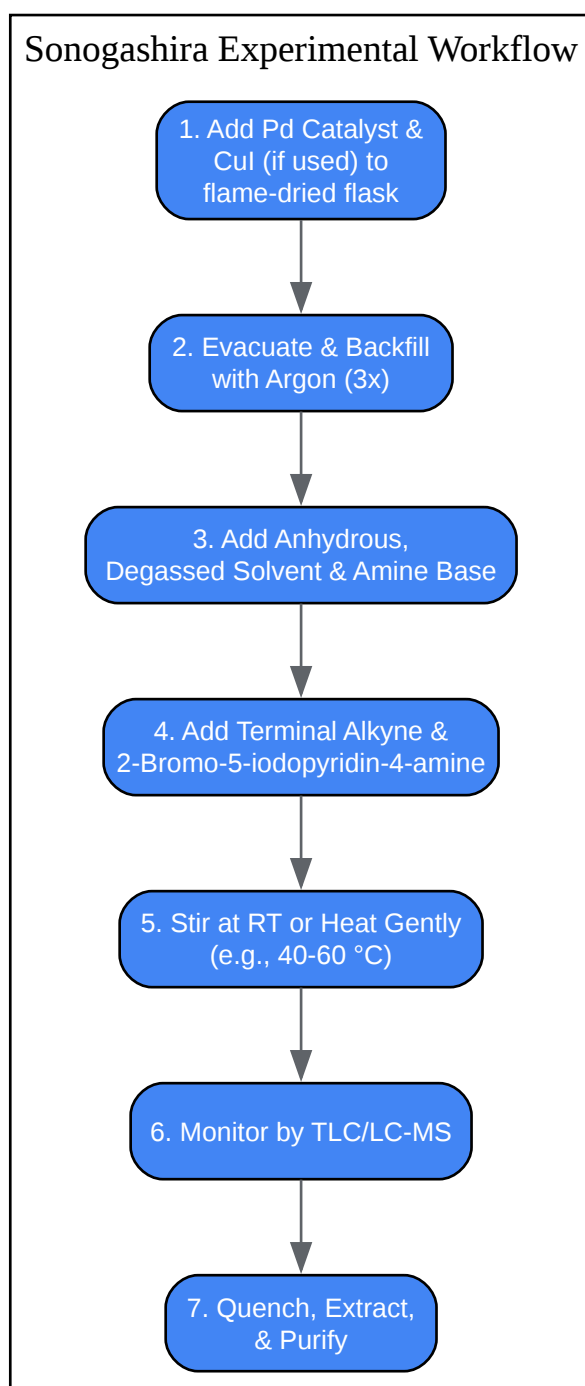 Sonogashira Experimental Workflow
1. Add Pd Catalyst &
CuI (if used) to
flame-dried flask
2. Evacuate & Backfill
with Argon (3x)
3. Add Anhydrous,
Degassed Solvent & Amine Base
4. Add Terminal Alkyne &
2-Bromo-5-iodopyridin-4-amine
5. Stir at RT or Heat Gently
(e.g., 40-60 °C)
6. Monitor by TLC/LC-MS
7. Quench, Extract,
& Purify